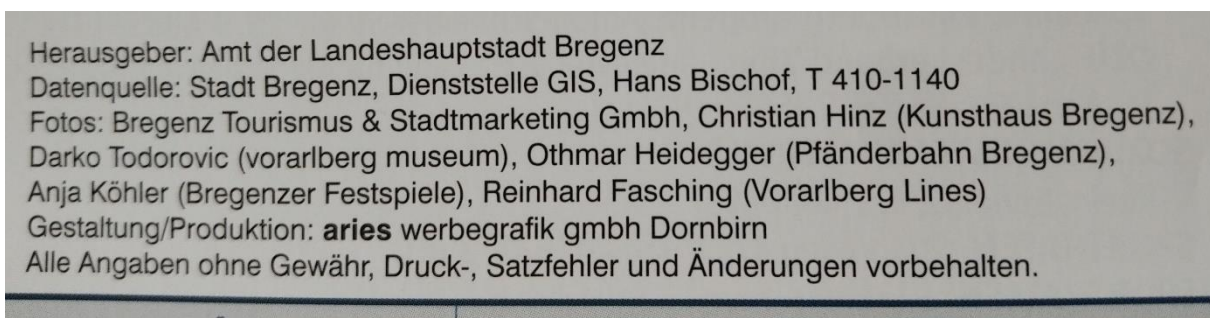 Herausgeber: Amt der Landeshauptstadt Bregenz
Datenquelle: Stadt Bregenz, Dienststelle GIS, Hans Bischof, T 410-1140
Fotos: Bregenz Tourismus & Stadtmarketing Gmbh, Christian Hinz (Kunsthaus Bregenz),
Darko Todorovic (vorarlberg museum), Othmar Heidegger (Pfänderbahn Bregenz),
Anja Köhler (Bregenzer Festspiele), Reinhard Fasching (Vorarlberg Lines)
Gestaltung/Produktion: aries werbegrafik gmbh Dornbirn
Alle Angaben ohne Gewähr, Druck-, Satzfehler und Änderungen vorbehalten.